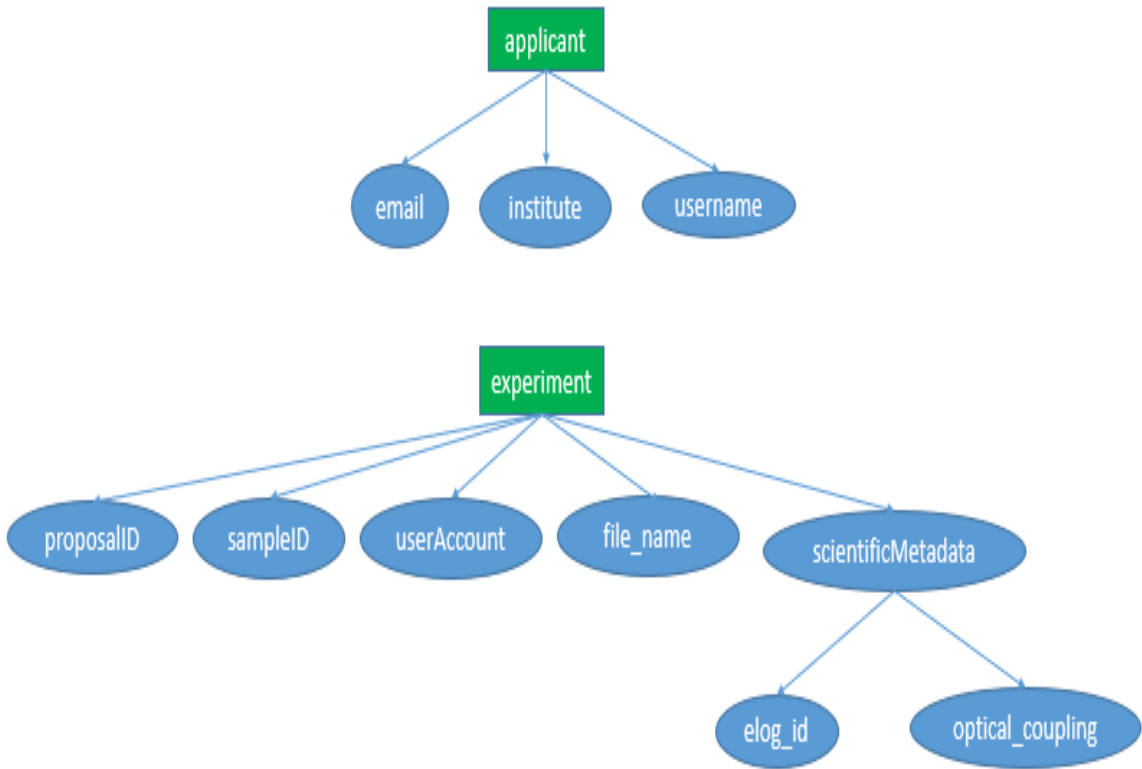 applicant
email
institute
username
experiment
proposalID
sampleID
userAccount
file_name
scientificMetadata
elog_id
optical_coupling